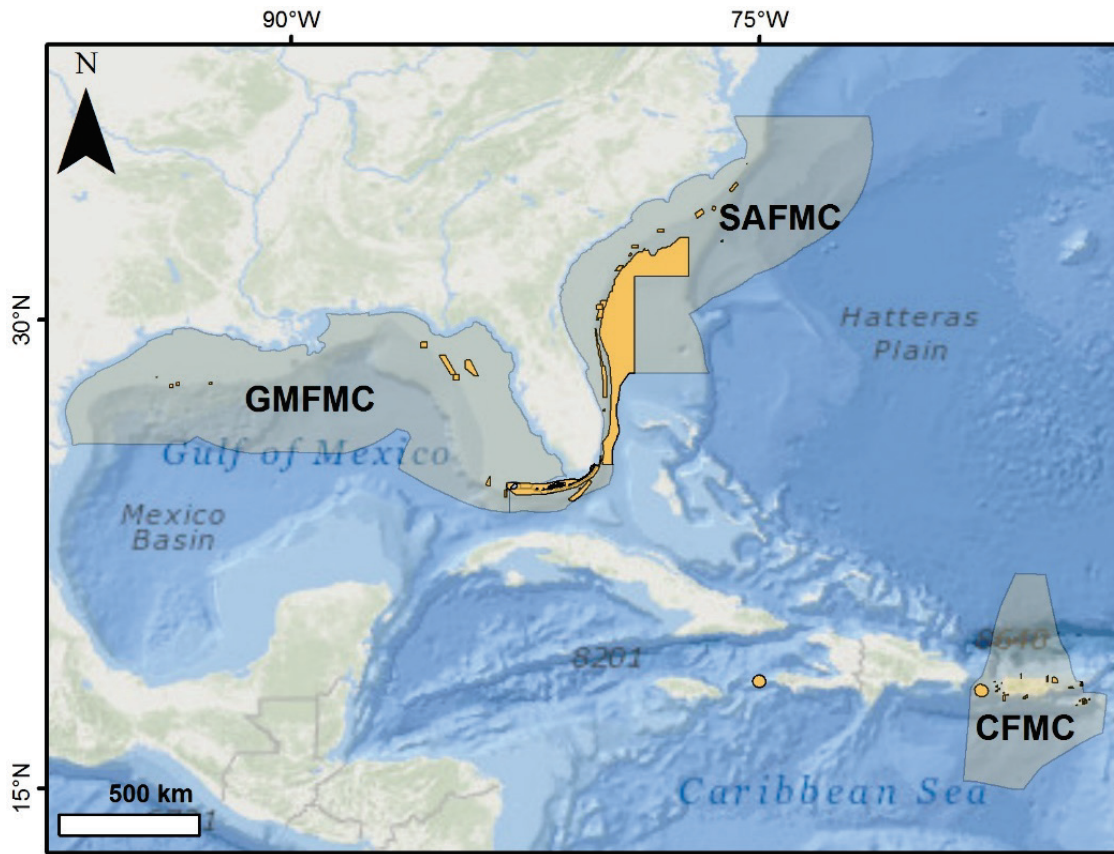 90°W
75°W
N
SAFMC
30°N
Hatteras
Plain
GMFMC
Gulf of Mexico
Mexico
Basin
8201
8648
CFMC
15°N
500 km
Caribbean Sea